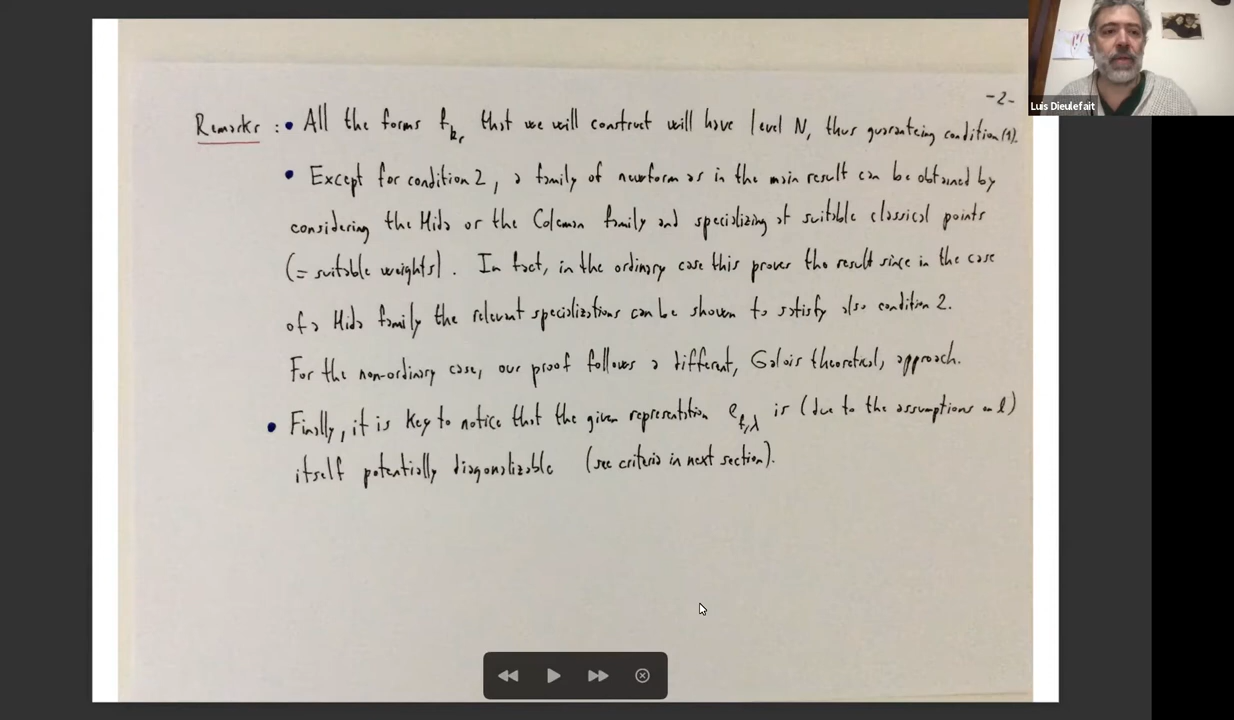 Luis Dieulefait
-2-
Remarks : • All the forms f_{k_r} that we will construct will have level N, thus guaranteeing condition (1).
• Except for condition 2, a family of newforms as in the main result can be obtained by
considering the Hida or the Coleman family and specializing at suitable classical points
(= suitable weights). In fact, in the ordinary case this proves the result since in the case
of a Hida family the relevant specializations can be shown to satisfy also condition 2.
For the non-ordinary case, our proof follows a different, Galois theoretical, approach.
• Finally, it is key to notice that the given representation ρ_{f,λ} is (due to the assumptions on l)
itself potentially diagonalizable (see criteria in next section).